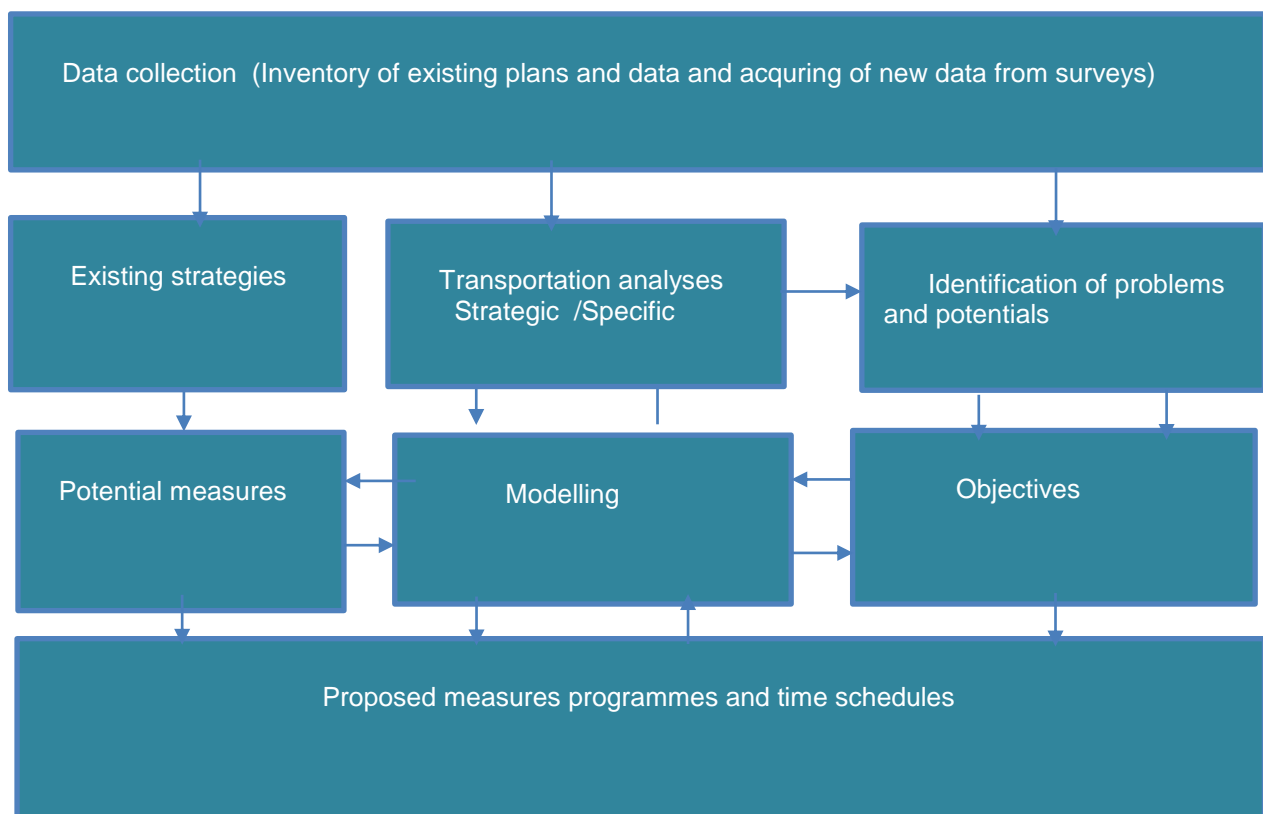 Data collection  (Inventory of existing plans and data and acquring of new data from surveys)
Existing strategies
Transportation analyses
Strategic  /Specific
Identification of problems
and potentials
Potential measures
Modelling
Objectives
Proposed measures programmes and time schedules